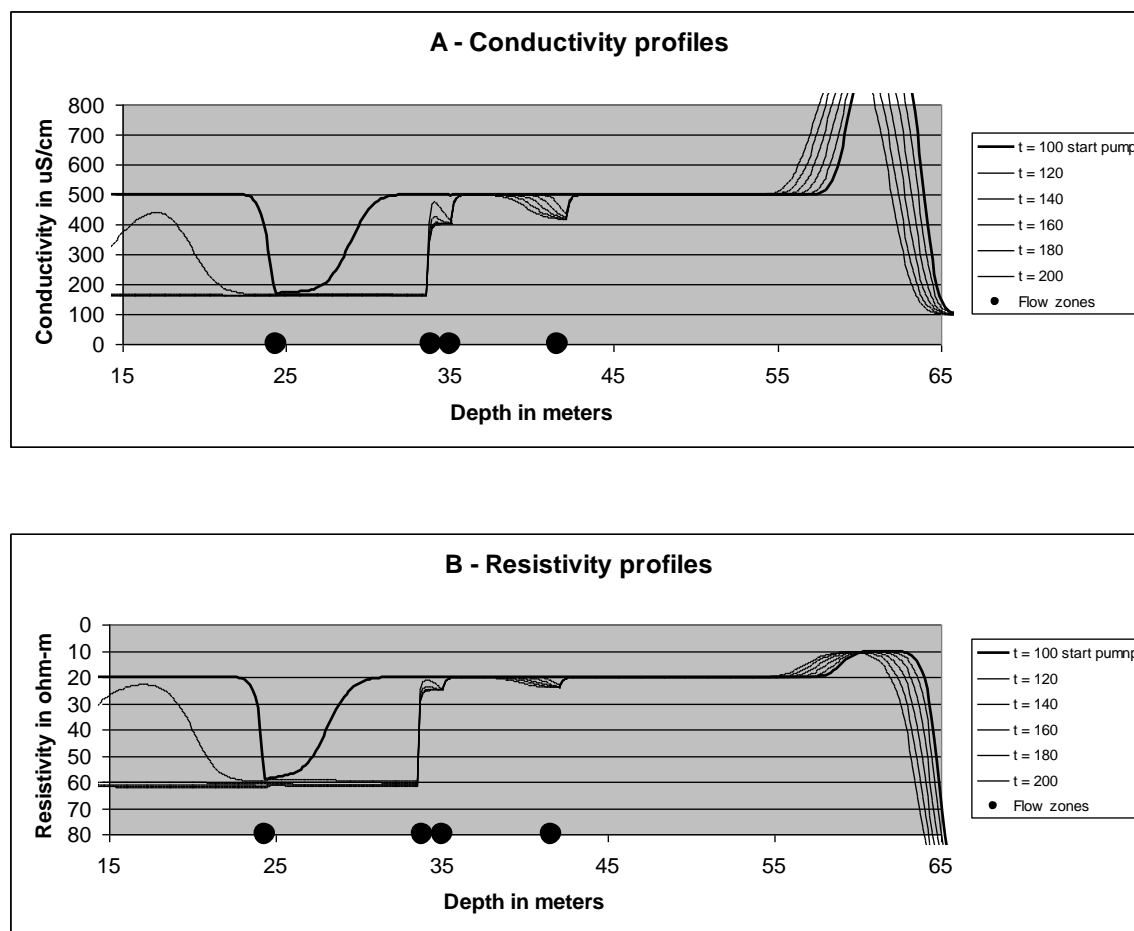 A - Conductivity profiles
Conductivity in uS/cm
800
700
600
500
400
300
200
100
0
15 25 35 45 55 65
Depth in meters
t = 100 start pump
t = 120
t = 140
t = 160
t = 180
t = 200
Flow zones
B - Resistivity profiles
Resistivity in ohm-m
0
10
20
30
40
50
60
70
80
15 25 35 45 55 65
Depth in meters
t = 100 start pumnp
t = 120
t = 140
t = 160
t = 180
t = 200
Flow zones